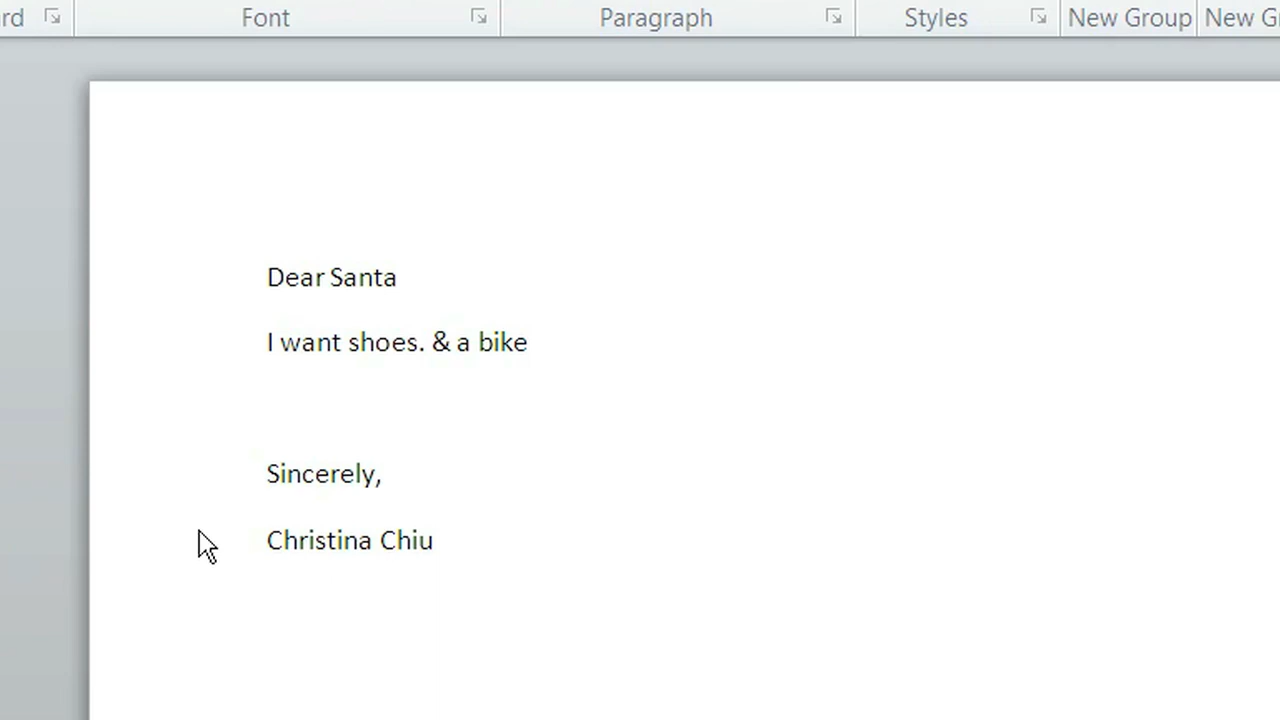 rd Font Paragraph Styles New Group New G
Dear Santa
I want shoes. & a bike
Sincerely,
Christina Chiu